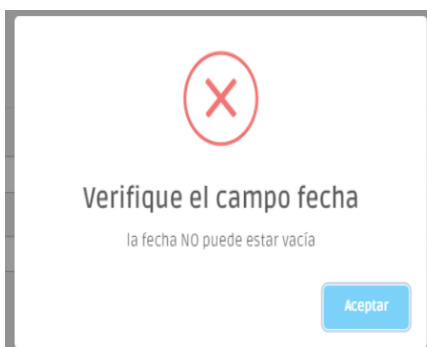 Verifique el campo fecha
la fecha NO puede estar vacía
Aceptar